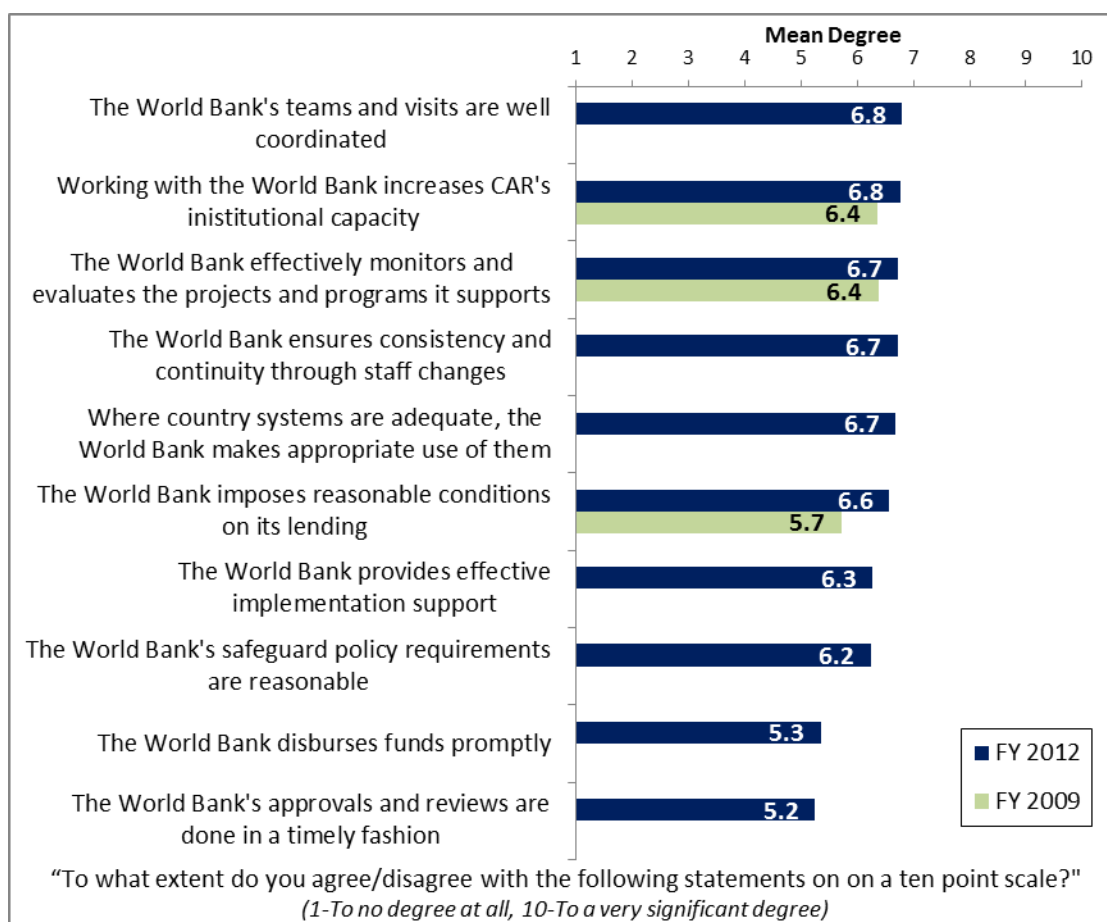 Mean Degree
1 2 3 4 5 6 7 8 9 10
The World Bank's teams and visits are well
coordinated
6.8
Working with the World Bank increases CAR's
inistitutional capacity
6.8
6.4
The World Bank effectively monitors and
evaluates the projects and programs it supports
6.7
6.4
The World Bank ensures consistency and
continuity through staff changes
6.7
Where country systems are adequate, the
World Bank makes appropriate use of them
6.7
The World Bank imposes reasonable conditions
on its lending
6.6
5.7
The World Bank provides effective
implementation support
6.3
The World Bank's safeguard policy requirements
are reasonable
6.2
The World Bank disburses funds promptly
5.3
The World Bank's approvals and reviews are
done in a timely fashion
5.2
FY 2012
FY 2009
“To what extent do you agree/disagree with the following statements on on a ten point scale?"
(1-To no degree at all, 10-To a very significant degree)